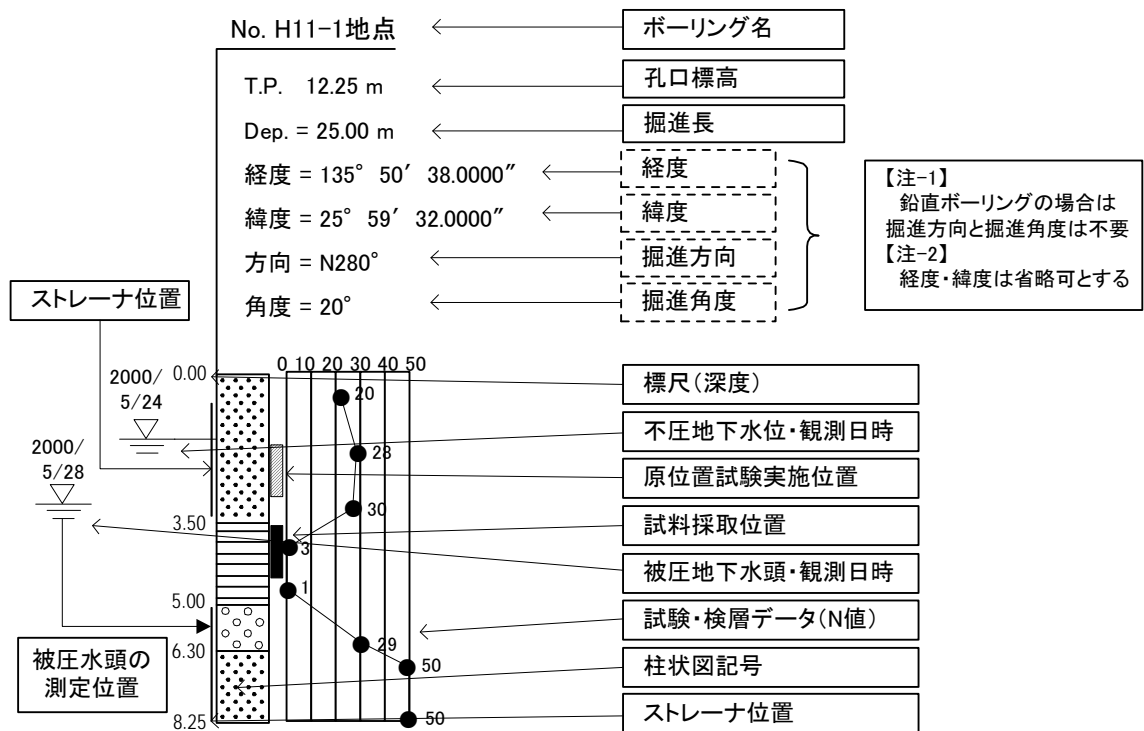 No. H11-1地点
ボーリング名
T.P. 12.25 m
孔口標高
Dep. = 25.00 m
掘進長
経度 = 135° 50′ 38.0000″
経度
緯度 = 25° 59′ 32.0000″
緯度
方向 = N280°
掘進方向
角度 = 20°
掘進角度
【注-1】
鉛直ボーリングの場合は
掘進方向と掘進角度は不要
【注-2】
経度・緯度は省略可とする
ストレーナ位置
0 10 20 30 40 50
0.00
2000/
5/24
2000/
5/28
3.50
5.00
6.30
8.25
20
28
30
3
1
29
50
50
被圧水頭の
測定位置
標尺(深度)
不圧地下水位・観測日時
原位置試験実施位置
試料採取位置
被圧地下水頭・観測日時
試験・検層データ(N値)
柱状図記号
ストレーナ位置